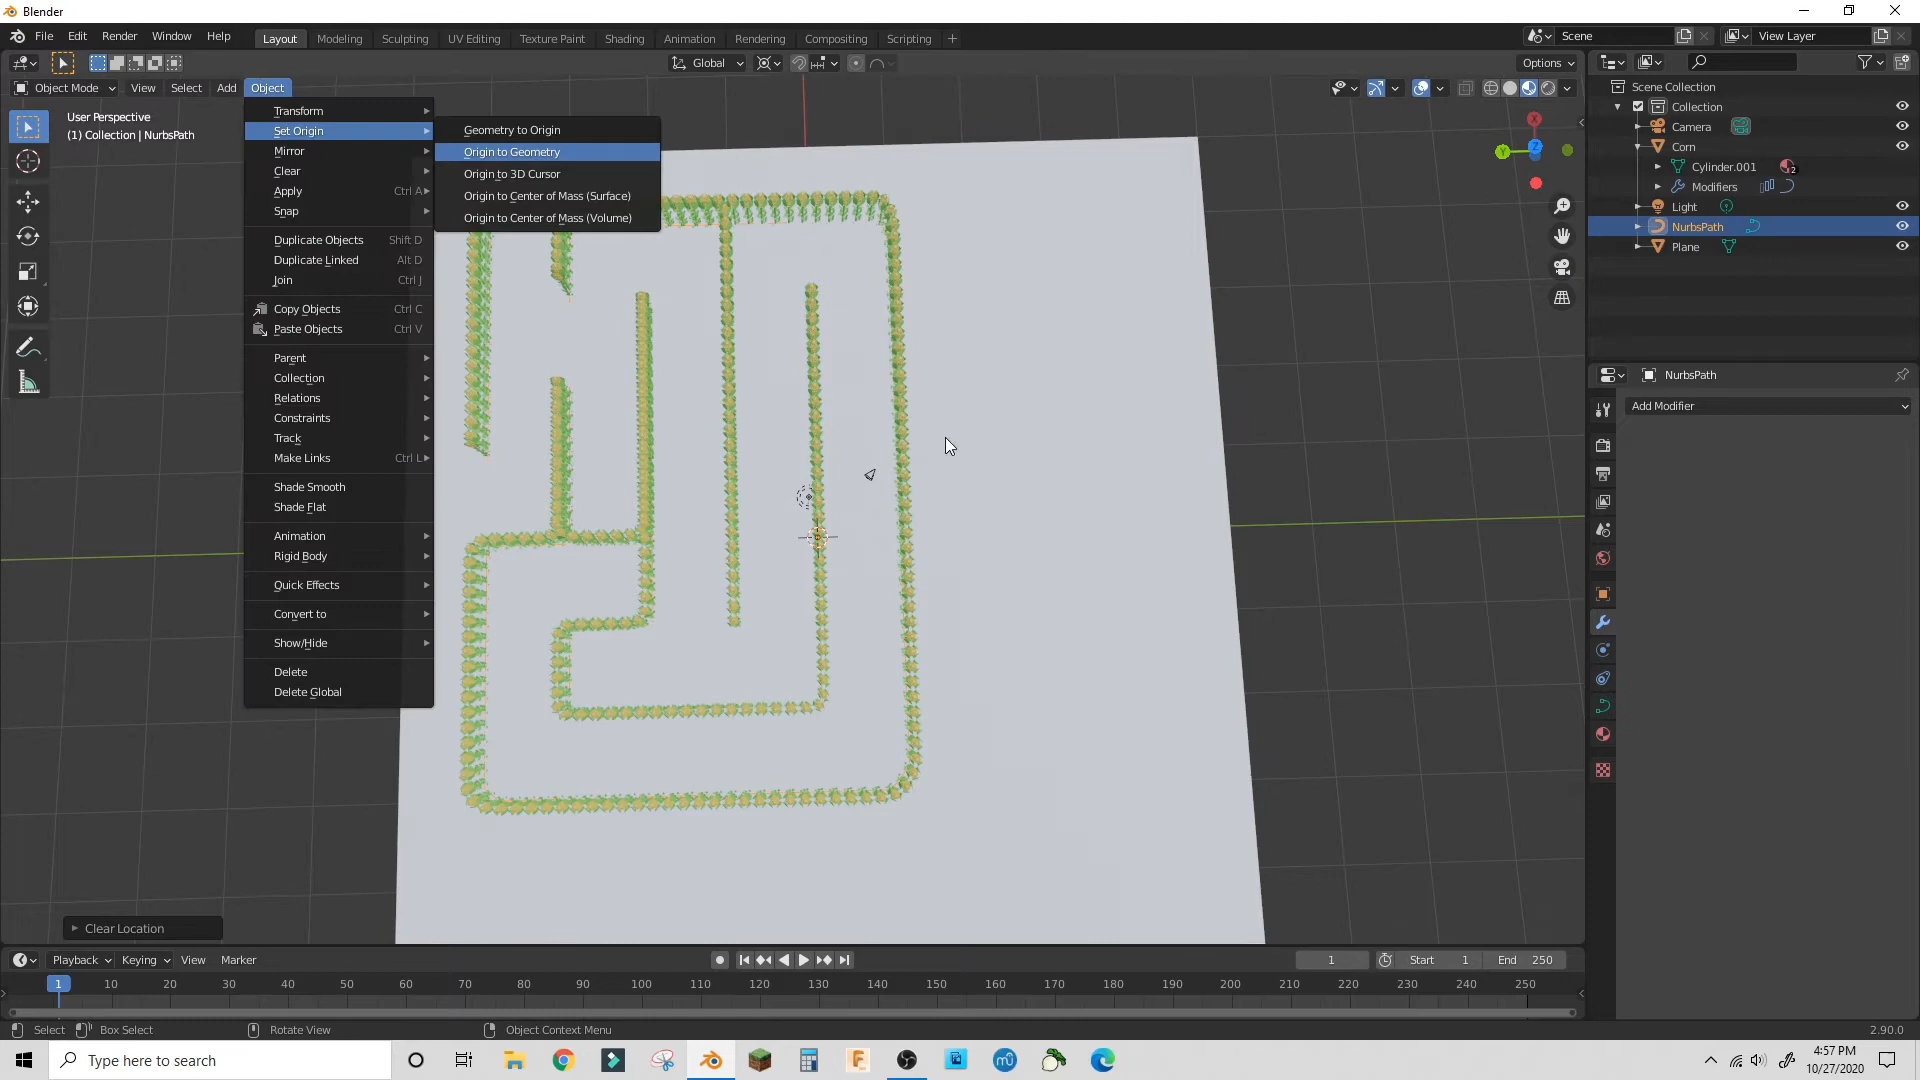 Blender
File Edit Render Window Help
Layout Modeling Sculpting UV Editing Texture Paint Shading Animation Rendering Compositing Scripting +
Scene View Layer
Global Options
Object Mode View Select Add Object
User Perspective
(1) Collection | NurbsPath
Transform
Set Origin
Mirror
Clear
Apply Ctrl A
Snap
Duplicate Objects Shift D
Duplicate Linked Alt D
Join Ctrl J
Copy Objects Ctrl C
Paste Objects Ctrl V
Parent
Collection
Relations
Constraints
Track
Make Links Ctrl L
Shade Smooth
Shade Flat
Animation
Rigid Body
Quick Effects
Convert to
Show/Hide
Delete
Delete Global
Geometry to Origin
Origin to Geometry
Origin to 3D Cursor
Origin to Center of Mass (Surface)
Origin to Center of Mass (Volume)
X
Y
Z
Scene Collection
Collection
Camera
Corn
Cylinder.001 2
Modifiers
Light
NurbsPath
Plane
NurbsPath
Add Modifier
Clear Location
Playback Keying View Marker
1 Start 1 End 250
1 10 20 30 40 50 60 70 80 90 100 110 120 130 140 150 160 170 180 190 200 210 220 230 240 250
Select Box Select Rotate View Object Context Menu 2.90.0
Type here to search
mū
4:57 PM
10/27/2020